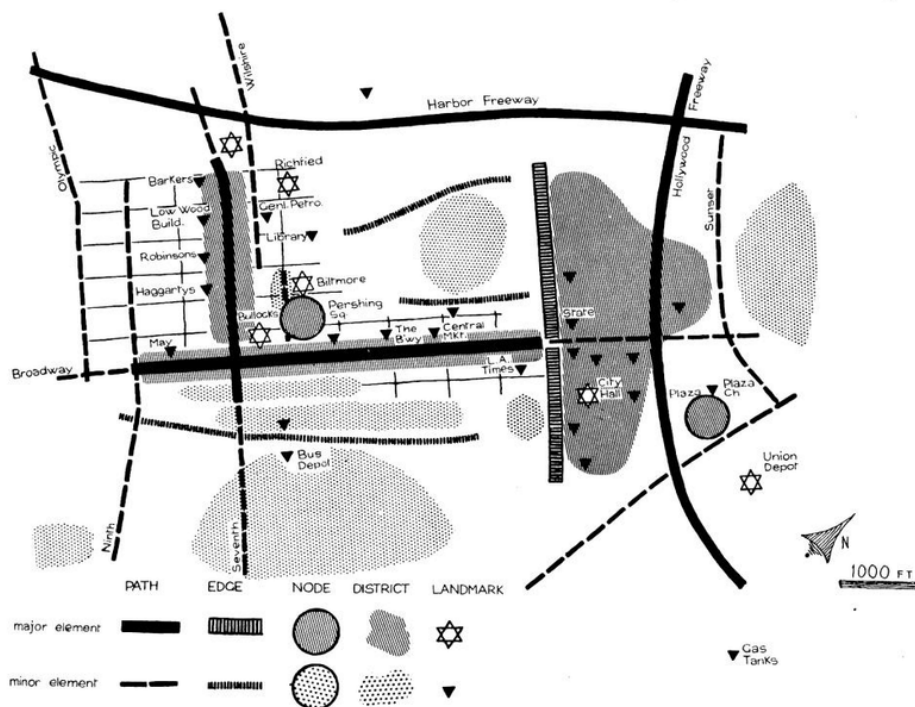 Wilshire
Freeway
Harbor Freeway
Olympic
Hollywood
Sunset
Richfied
Barkers
Low Wood
Build.
Genl. Petro.
Library
Robinsons
Haggartys
Biltmore
Bullocks
Pershing
Sq.
State
May
The
B'wy
Central
Mkt.
Broadway
L.A.
Times
City
Hall
Plaza
Plaza
Ch
Bus
Depot
Union
Depot
Ninth
Seventh
N
1000 FT
PATH EDGE NODE DISTRICT LANDMARK
major element
minor element
Gas
Tanks